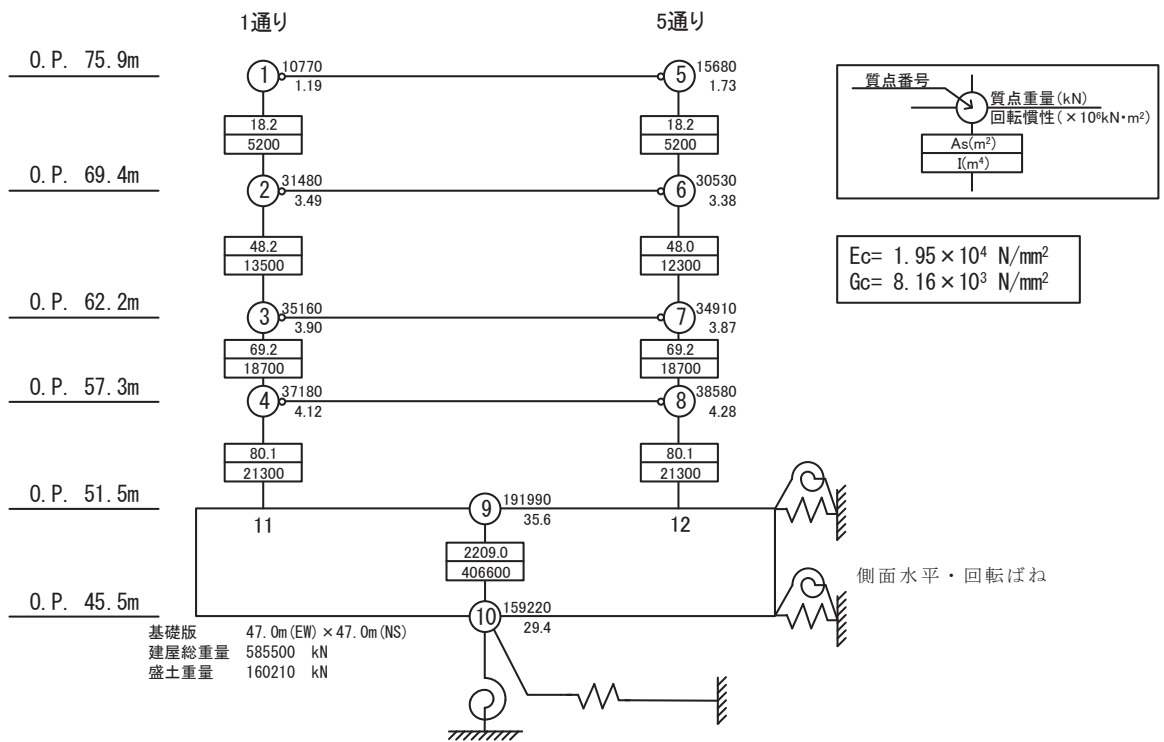 1通り 5通り
O.P. 75.9m
1 10770
1.19
5 15680
1.73
18.2
5200
18.2
5200
O.P. 69.4m
2 31480
3.49
6 30530
3.38
48.2
13500
48.0
12300
O.P. 62.2m
3 35160
3.90
7 34910
3.87
69.2
18700
69.2
18700
O.P. 57.3m
4 37180
4.12
8 38580
4.28
80.1
21300
80.1
21300
O.P. 51.5m
11
9 191990
35.6
12
2209.0
406600
側面水平・回転ばね
O.P. 45.5m
10 159220
29.4
基礎版 47.0m(EW)×47.0m(NS)
建屋総重量 585500 kN
盛土重量 160210 kN
質点番号
質点重量(kN)
回転慣性(×10⁶kN・m²)
As(m²)
I(m⁴)
Ec= 1.95×10⁴ N/mm²
Gc= 8.16×10³ N/mm²